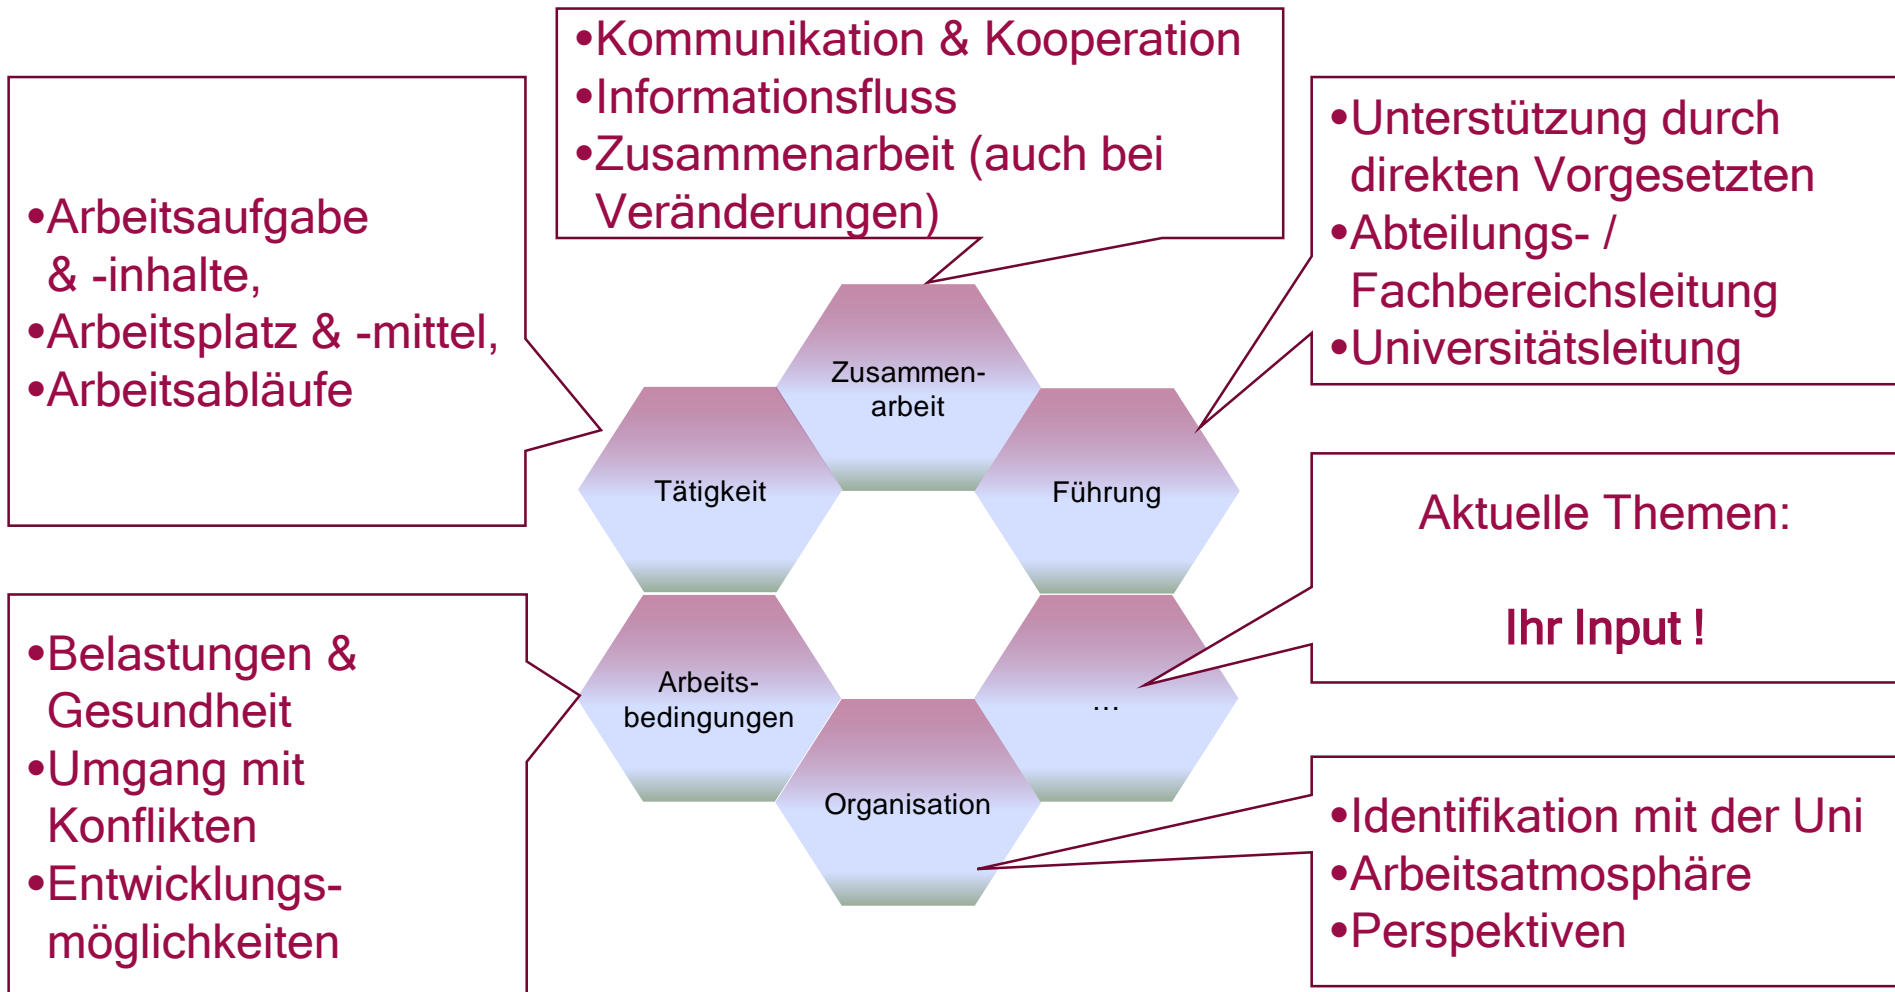 •Kommunikation & Kooperation
•Informationsfluss
•Zusammenarbeit (auch bei
Veränderungen)
•Arbeitsaufgabe
& -inhalte,
•Arbeitsplatz & -mittel,
•Arbeitsabläufe
•Unterstützung durch
direkten Vorgesetzten
•Abteilungs- /
Fachbereichsleitung
•Universitätsleitung
Zusammen-
arbeit
Tätigkeit
Führung
Aktuelle Themen:
Ihr Input !
•Belastungen &
Gesundheit
•Umgang mit
Konflikten
•Entwicklungs-
möglichkeiten
Arbeits-
bedingungen
…
Organisation
•Identifikation mit der Uni
•Arbeitsatmosphäre
•Perspektiven